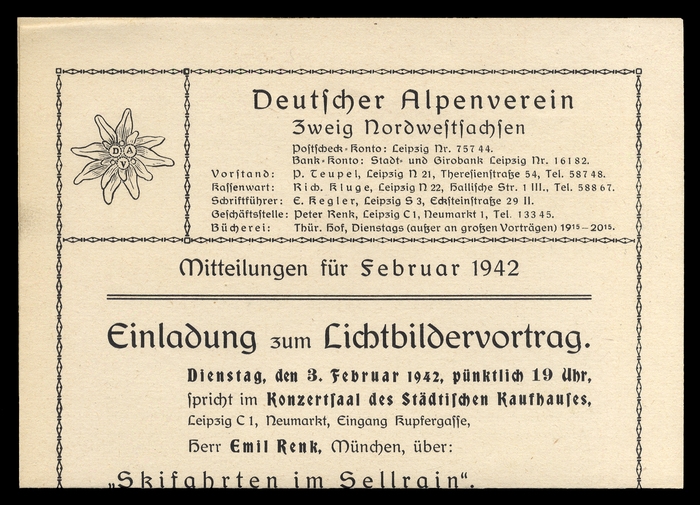 D A
V
Deutſcher Alpenverein
Zweig Nordweſtſachſen
Poſtſcheck-Konto: Leipzig Nr. 75744.
Bank-Konto: Stadt- und Girobank Leipzig Nr. 16182.
Vorstand: P. Teupel, Leipzig N 21, Thereſienſtraße 54, Tel. 58748.
Kaſſenwart: Rich. Kluge, Leipzig N 22, Halliſche Str. 1 III., Tel. 58867.
Schriftführer: E. Kegler, Leipzig S 3, Eckſteinſtraße 29 II.
Geſchäftsſtelle: Peter Renk, Leipzig C 1, Neumarkt 1, Tel. 13345.
Bücherei: Thür. Hof, Dienstags (außer an großen Vorträgen) 19¹⁵–20¹⁵.
Mitteilungen für Februar 1942
Einladung zum Lichtbildervortrag.
Dienstag, den 3. Februar 1942, pünktlich 19 Uhr,
ſpricht im Konzertſaal des Städtiſchen Kaufhauſes,
Leipzig C 1, Neumarkt, Eingang Kupfergaſſe,
Herr Emil Renk, München, über:
„Skifahrten im Sellrain“.